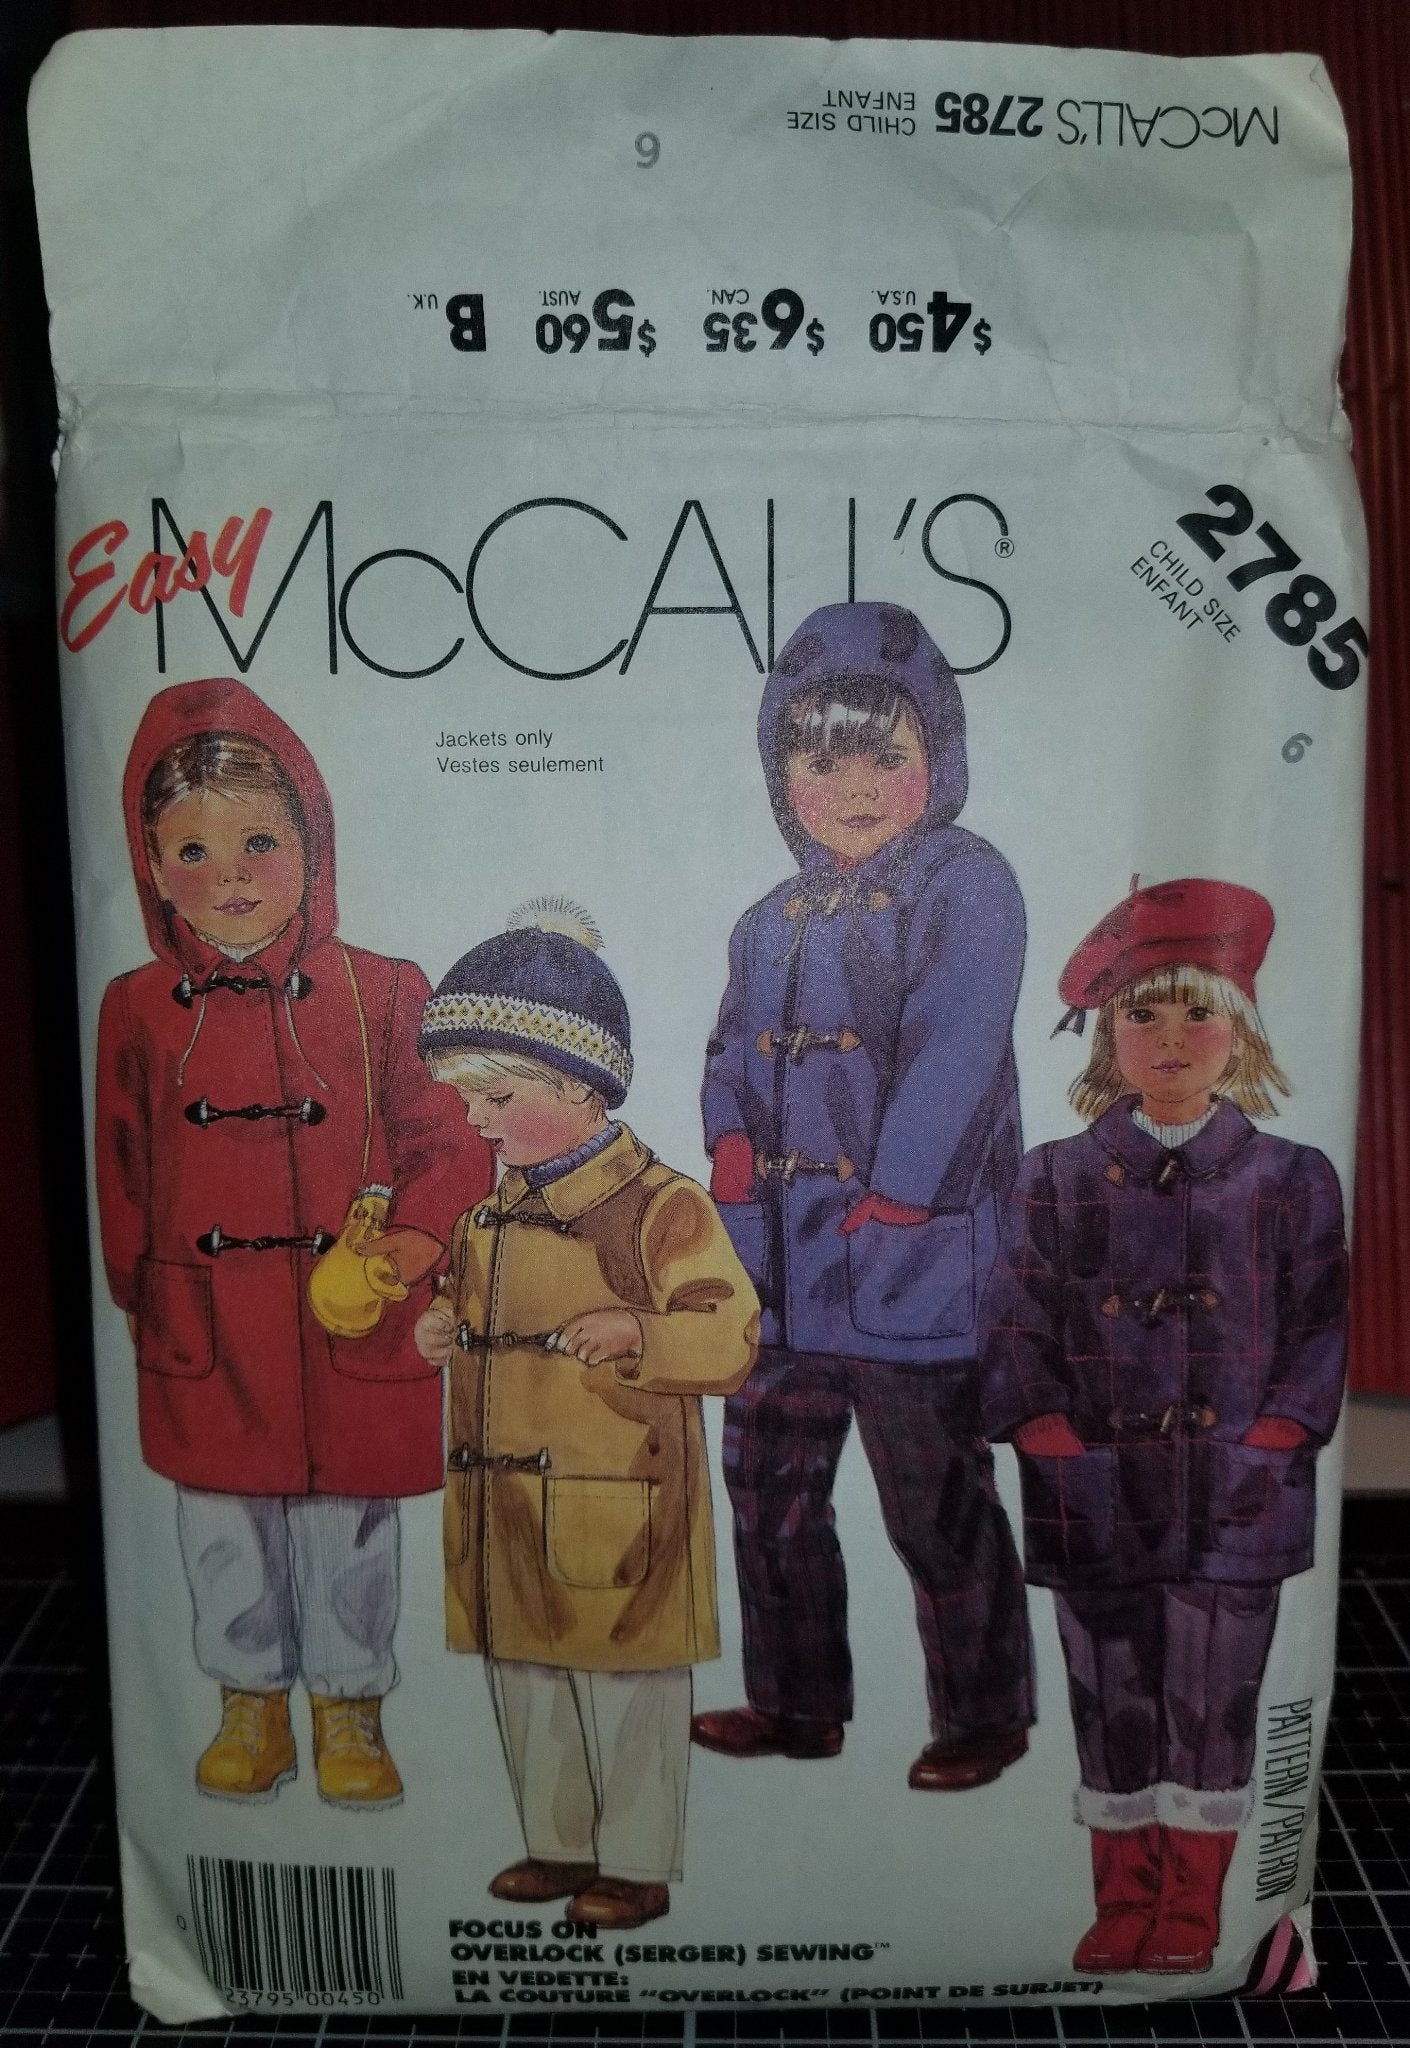 McCALL'S 2785 CHILD SIZE
ENFANT
6
$4.50 U.S.A. $6.35 CAN. $5.60 AUST. B U.K.
Easy
McCALL'S®
2785
CHILD SIZE
ENFANT
6
Jackets only
Vestes seulement
PATTERN/PATRON
0
23795 00450
FOCUS ON
OVERLOCK (SERGER) SEWING™
EN VEDETTE:
LA COUTURE "OVERLOCK" (POINT DE SURJET)